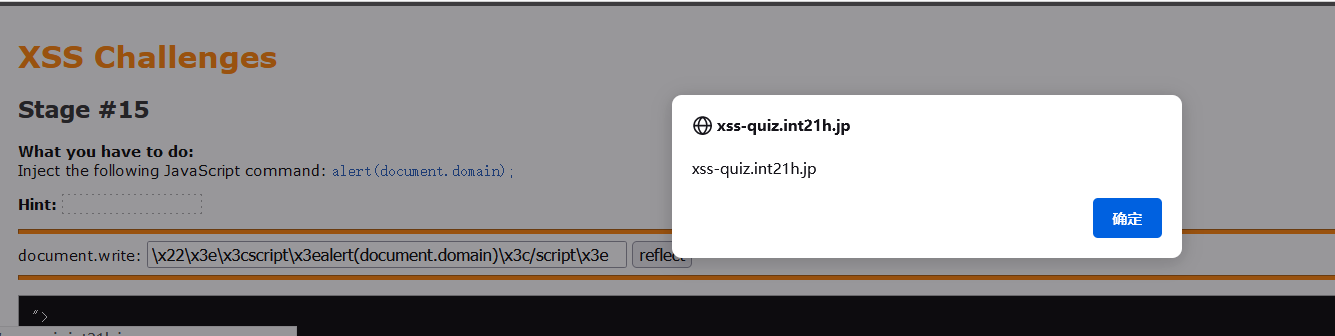 XSS Challenges
Stage #15
What you have to do:
Inject the following JavaScript command: alert(document.domain);
Hint:
document.write: \x22\x3e\x3cscript\x3ealert(document.domain)\x3c/script\x3e reflect
">
xss-quiz.int21h.jp
xss-quiz.int21h.jp
确定